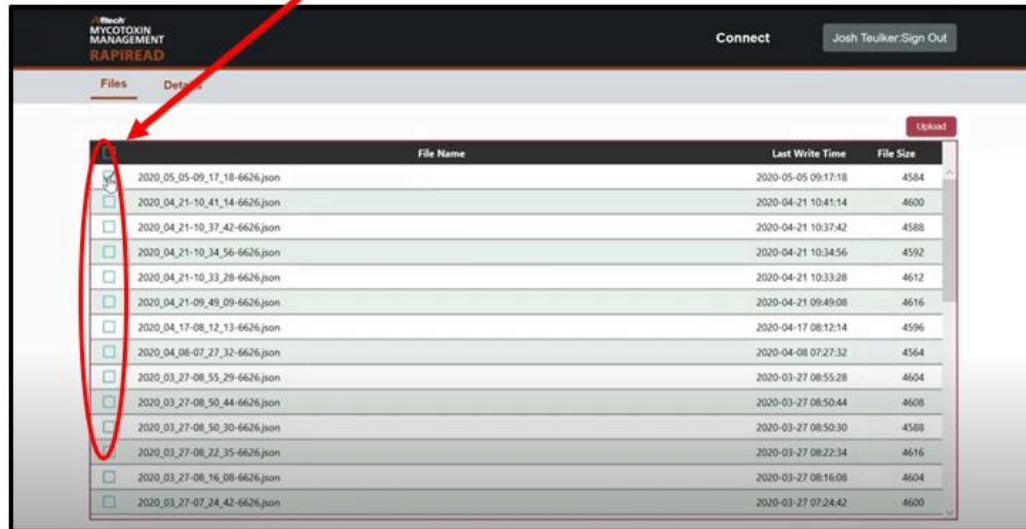 Alltech
MYCOTOXIN
MANAGEMENT
RAPIREAD
Connect
Josh Teulker:Sign Out
Files Details
Upload
File Name Last Write Time File Size
2020_05_05-09_17_18-6626.json 2020-05-05 09:17:18 4584
2020_04_21-10_41_14-6626.json 2020-04-21 10:41:14 4600
2020_04_21-10_37_42-6626.json 2020-04-21 10:37:42 4588
2020_04_21-10_34_56-6626.json 2020-04-21 10:34:56 4592
2020_04_21-10_33_28-6626.json 2020-04-21 10:33:28 4612
2020_04_21-09_49_09-6626.json 2020-04-21 09:49:08 4616
2020_04_17-08_12_13-6626.json 2020-04-17 08:12:14 4596
2020_04_08-07_27_32-6626.json 2020-04-08 07:27:32 4564
2020_03_27-08_55_29-6626.json 2020-03-27 08:55:28 4604
2020_03_27-08_50_44-6626.json 2020-03-27 08:50:44 4608
2020_03_27-08_50_30-6626.json 2020-03-27 08:50:30 4588
2020_03_27-08_22_35-6626.json 2020-03-27 08:22:34 4616
2020_03_27-08_16_08-6626.json 2020-03-27 08:16:08 4604
2020_03_27-07_24_42-6626.json 2020-03-27 07:24:42 4600